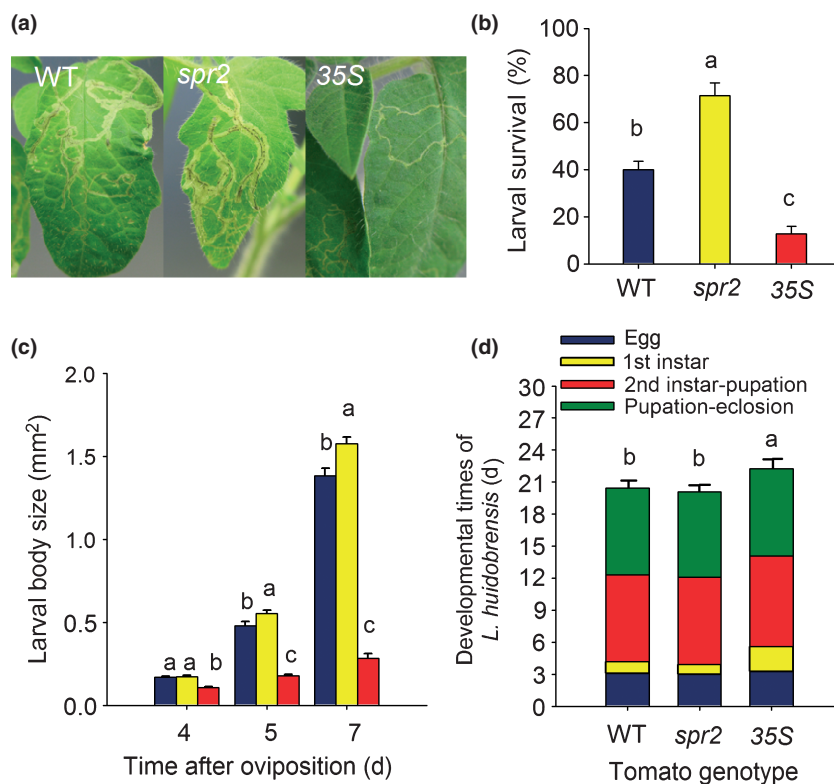 (a)
WT
spr2
35S
(b)
Larval survival (%)
100
80
60
40
20
0
b
a
c
WT
spr2
35S
(c)
Larval body size (mm²)
2.0
1.5
1.0
0.5
0.0
a a b
b a c
b a c
4
5
7
Time after oviposition (d)
(d)
Egg
1st instar
2nd instar-pupation
Pupation-eclosion
Developmental times of
L. huidobrensis (d)
30
27
24
21
18
15
12
9
6
3
0
b
b
a
WT
spr2
35S
Tomato genotype